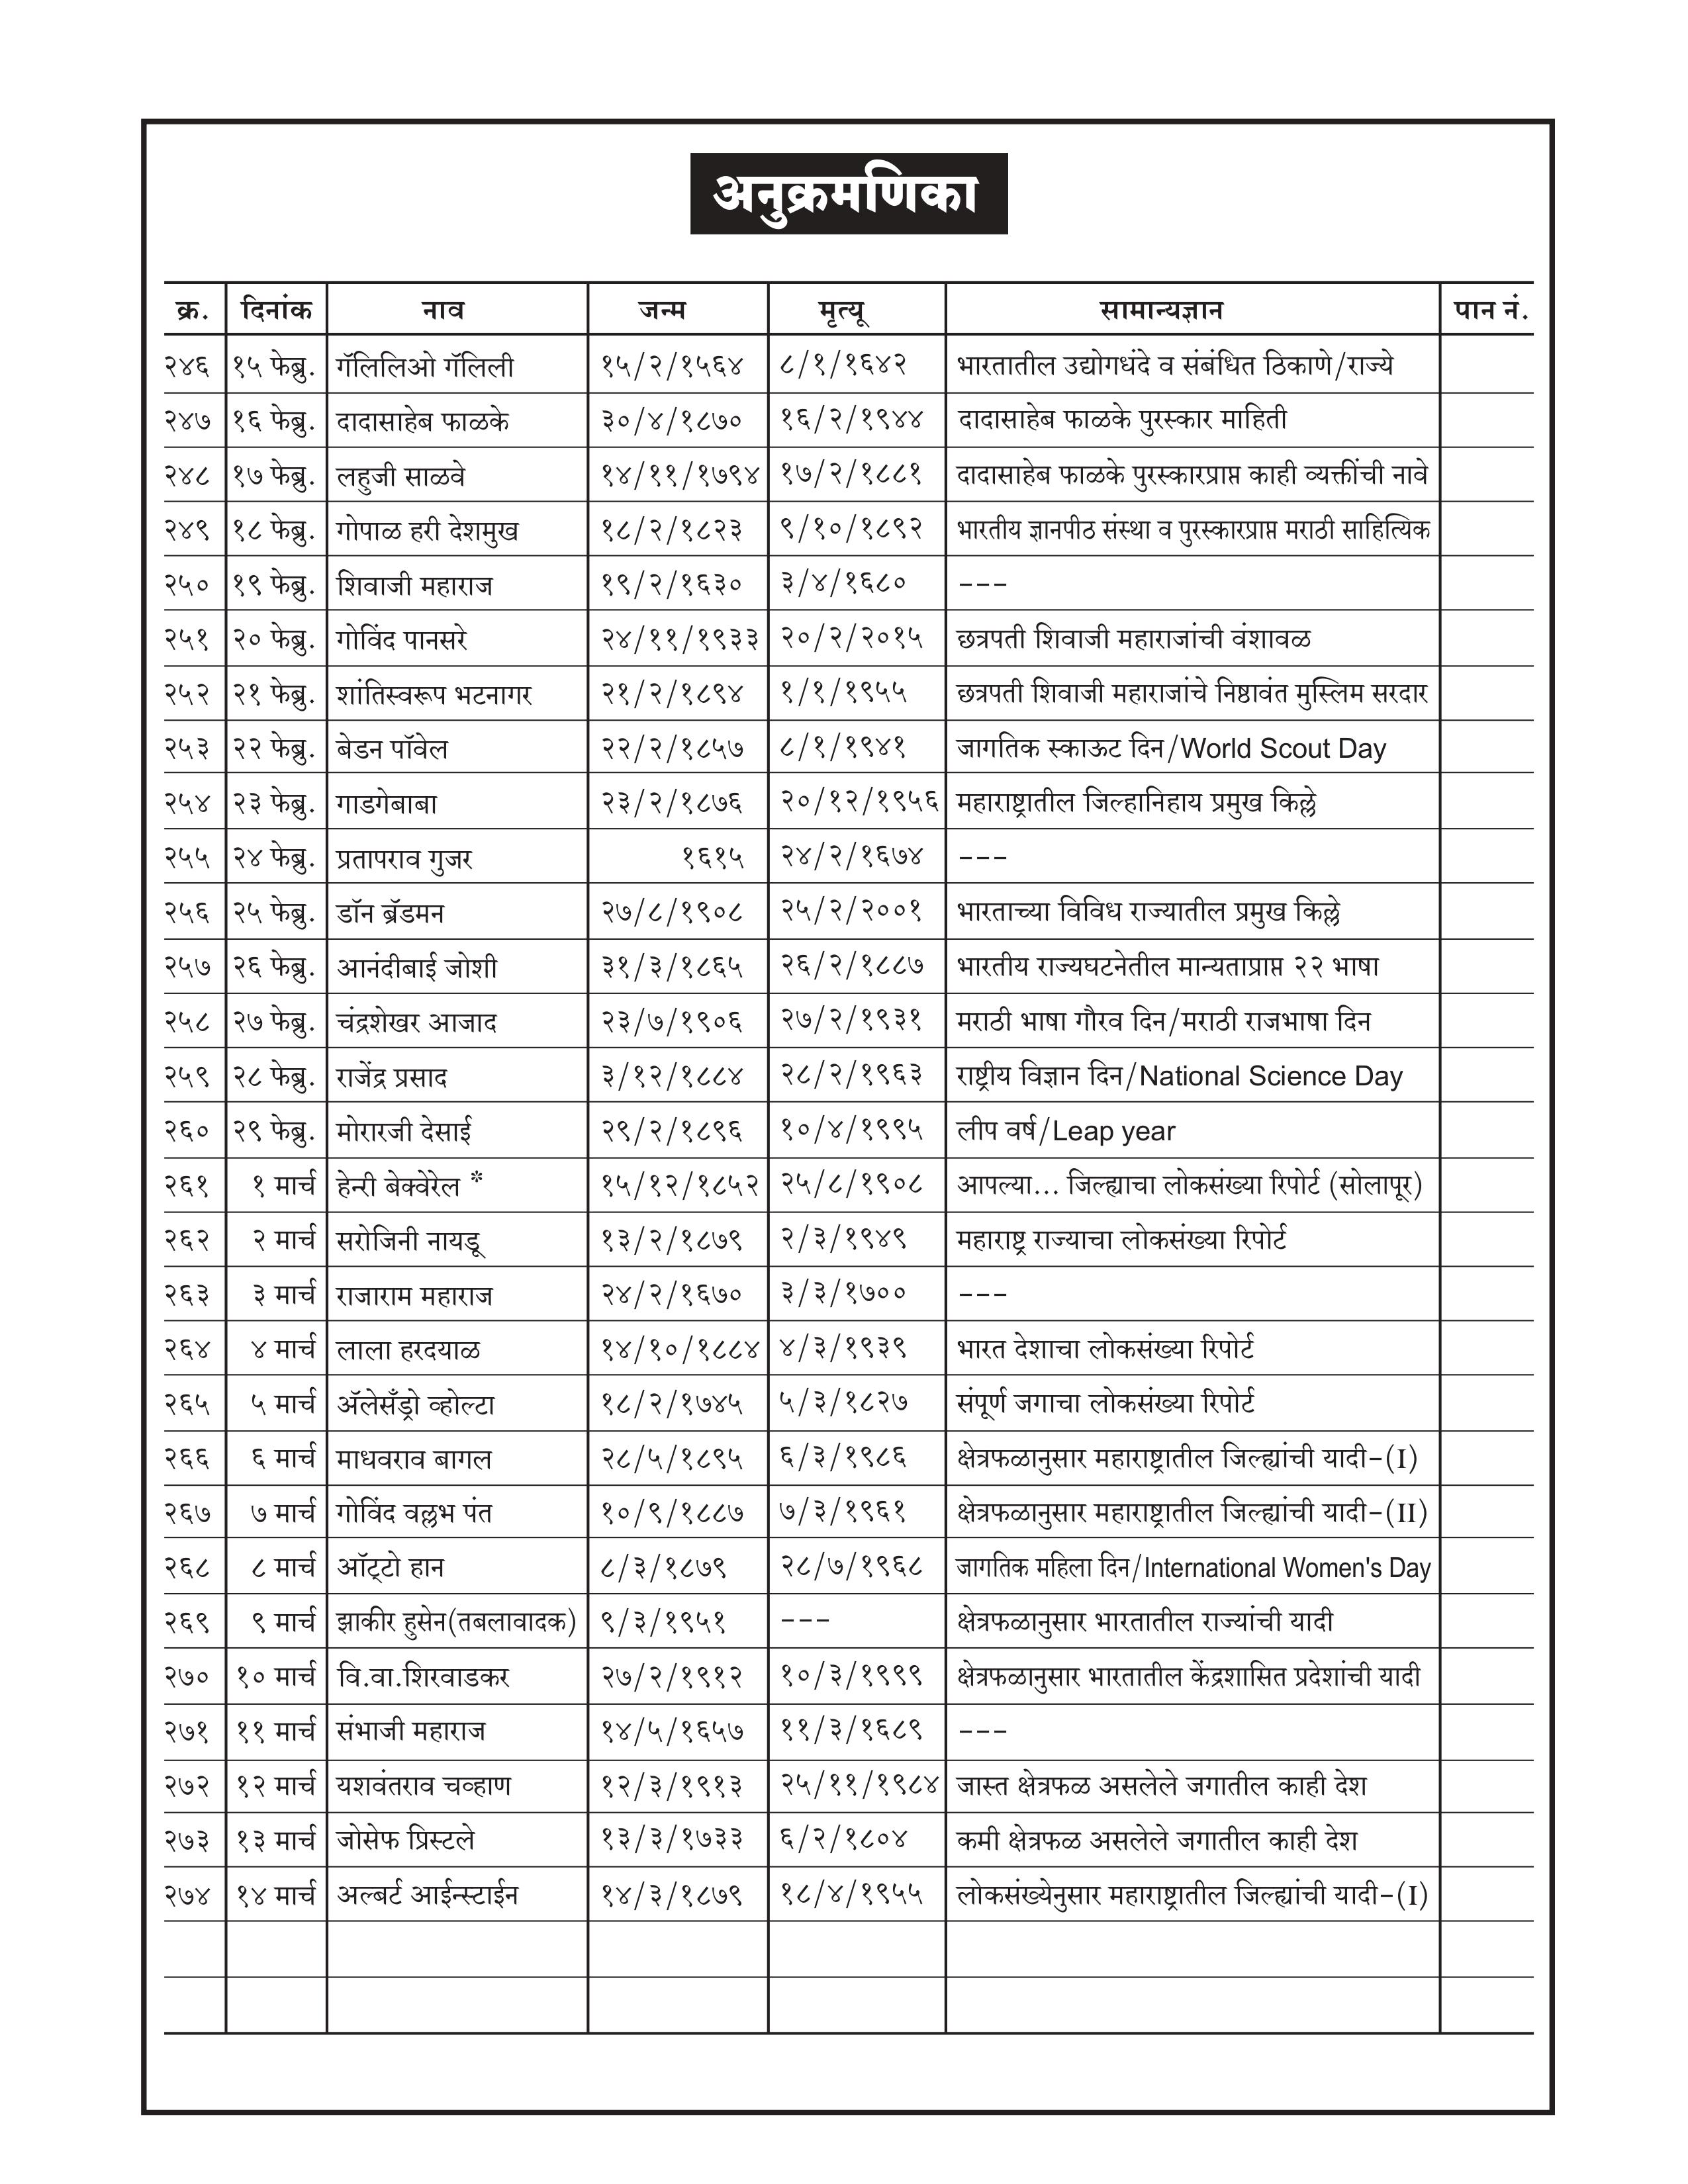 अनुक्रमणिका
क्र. दिनांक नाव जन्म मृत्यू सामान्यज्ञान पान नं.
२४६ १५ फेब्रु. गॅलिलिओ गॅलिली १५/२/१५६४ ८/१/१६४२ भारतातील उद्योगधंदे व संबंधित ठिकाणे/राज्ये
२४७ १६ फेब्रु. दादासाहेब फाळके ३०/४/१८७० १६/२/१९४४ दादासाहेब फाळके पुरस्कार माहिती
२४८ १७ फेब्रु. लहुजी साळवे १४/११/१७९४ १७/२/१८८१ दादासाहेब फाळके पुरस्कारप्राप्त काही व्यक्तींची नावे
२४९ १८ फेब्रु. गोपाळ हरी देशमुख १८/२/१८२३ ९/१०/१८९२ भारतीय ज्ञानपीठ संस्था व पुरस्कारप्राप्त मराठी साहित्यिक
२५० १९ फेब्रु. शिवाजी महाराज १९/२/१६३० ३/४/१६८० ---
२५१ २० फेब्रु. गोविंद पानसरे २४/११/१९३३ २०/२/२०१५ छत्रपती शिवाजी महाराजांची वंशावळ
२५२ २१ फेब्रु. शांतिस्वरूप भटनागर २१/२/१८९४ १/१/१९५५ छत्रपती शिवाजी महाराजांचे निष्ठावंत मुस्लिम सरदार
२५३ २२ फेब्रु. बेडन पॉवेल २२/२/१८५७ ८/१/१९४१ जागतिक स्काऊट दिन/World Scout Day
२५४ २३ फेब्रु. गाडगेबाबा २३/२/१८७६ २०/१२/१९५६ महाराष्ट्रातील जिल्हानिहाय प्रमुख किल्ले
२५५ २४ फेब्रु. प्रतापराव गुजर १६१५ २४/२/१६७४ ---
२५६ २५ फेब्रु. डॉन ब्रॅडमन २७/८/१९०८ २५/२/२००१ भारताच्या विविध राज्यातील प्रमुख किल्ले
२५७ २६ फेब्रु. आनंदीबाई जोशी ३१/३/१८६५ २६/२/१८८७ भारतीय राज्यघटनेतील मान्यताप्राप्त २२ भाषा
२५८ २७ फेब्रु. चंद्रशेखर आजाद २३/७/१९०६ २७/२/१९३१ मराठी भाषा गौरव दिन/मराठी राजभाषा दिन
२५९ २८ फेब्रु. राजेंद्र प्रसाद ३/१२/१८८४ २८/२/१९६३ राष्ट्रीय विज्ञान दिन/National Science Day
२६० २९ फेब्रु. मोरारजी देसाई २९/२/१८९६ १०/४/१९९५ लीप वर्ष/Leap year
२६१ १ मार्च हेन्री बेक्वेरेल * १५/१२/१८५२ २५/८/१९०८ आपल्या... जिल्ह्याचा लोकसंख्या रिपोर्ट (सोलापूर)
२६२ २ मार्च सरोजिनी नायडू १३/२/१८७९ २/३/१९४९ महाराष्ट्र राज्याचा लोकसंख्या रिपोर्ट
२६३ ३ मार्च राजाराम महाराज २४/२/१६७० ३/३/१७०० ---
२६४ ४ मार्च लाला हरदयाळ १४/१०/१८८४ ४/३/१९३९ भारत देशाचा लोकसंख्या रिपोर्ट
२६५ ५ मार्च ॲलेसँड्रो व्होल्टा १८/२/१७४५ ५/३/१८२७ संपूर्ण जगाचा लोकसंख्या रिपोर्ट
२६६ ६ मार्च माधवराव बागल २८/५/१८९५ ६/३/१९८६ क्षेत्रफळानुसार महाराष्ट्रातील जिल्ह्यांची यादी-(I)
२६७ ७ मार्च गोविंद वल्लभ पंत १०/९/१८८७ ७/३/१९६१ क्षेत्रफळानुसार महाराष्ट्रातील जिल्ह्यांची यादी-(II)
२६८ ८ मार्च ऑट्टो हान ८/३/१८७९ २८/७/१९६८ जागतिक महिला दिन/International Women's Day
२६९ ९ मार्च झाकीर हुसेन(तबलावादक) ९/३/१९५१ --- क्षेत्रफळानुसार भारतातील राज्यांची यादी
२७० १० मार्च वि.वा.शिरवाडकर २७/२/१९१२ १०/३/१९९९ क्षेत्रफळानुसार भारतातील केंद्रशासित प्रदेशांची यादी
२७१ ११ मार्च संभाजी महाराज १४/५/१६५७ ११/३/१६८९ ---
२७२ १२ मार्च यशवंतराव चव्हाण १२/३/१९१३ २५/११/१९८४ जास्त क्षेत्रफळ असलेले जगातील काही देश
२७३ १३ मार्च जोसेफ प्रिस्टले १३/३/१७३३ ६/२/१८०४ कमी क्षेत्रफळ असलेले जगातील काही देश
२७४ १४ मार्च अल्बर्ट आईन्स्टाईन १४/३/१८७९ १८/४/१९५५ लोकसंख्येनुसार महाराष्ट्रातील जिल्ह्यांची यादी-(I)